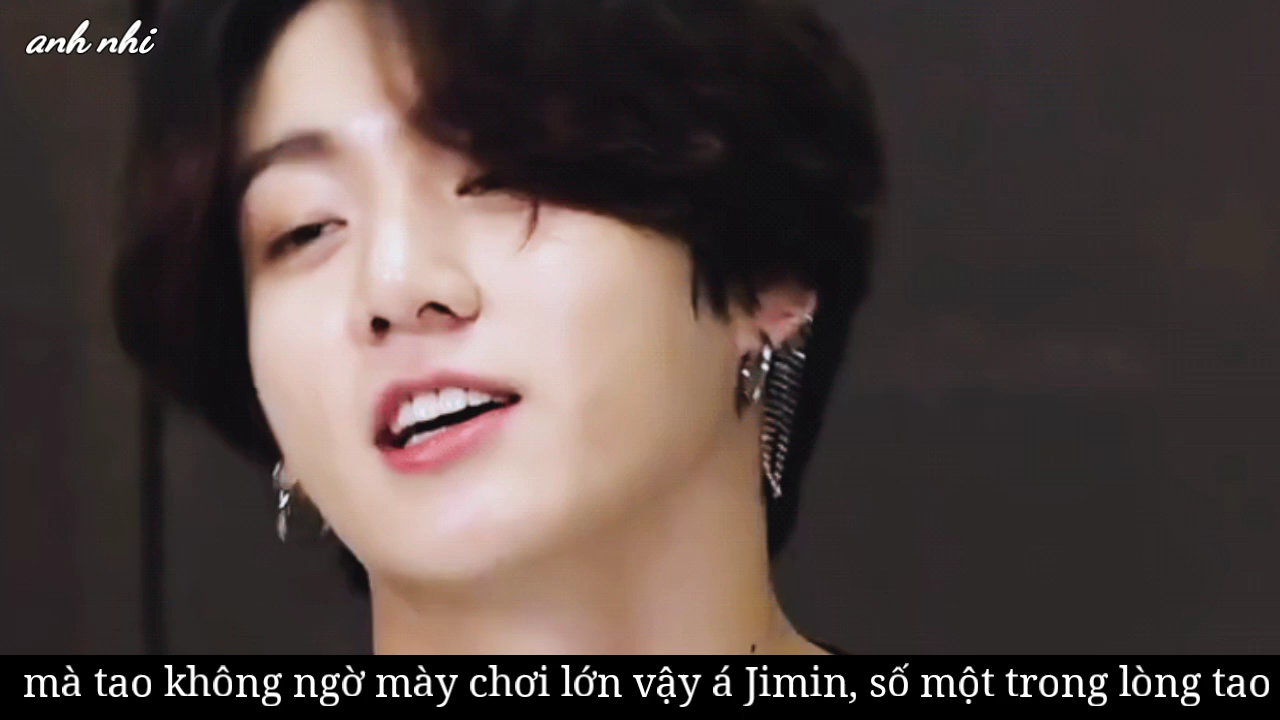 anh nhi
mà tao không ngờ mày chơi lớn vậy á Jimin, số một trong lòng tao